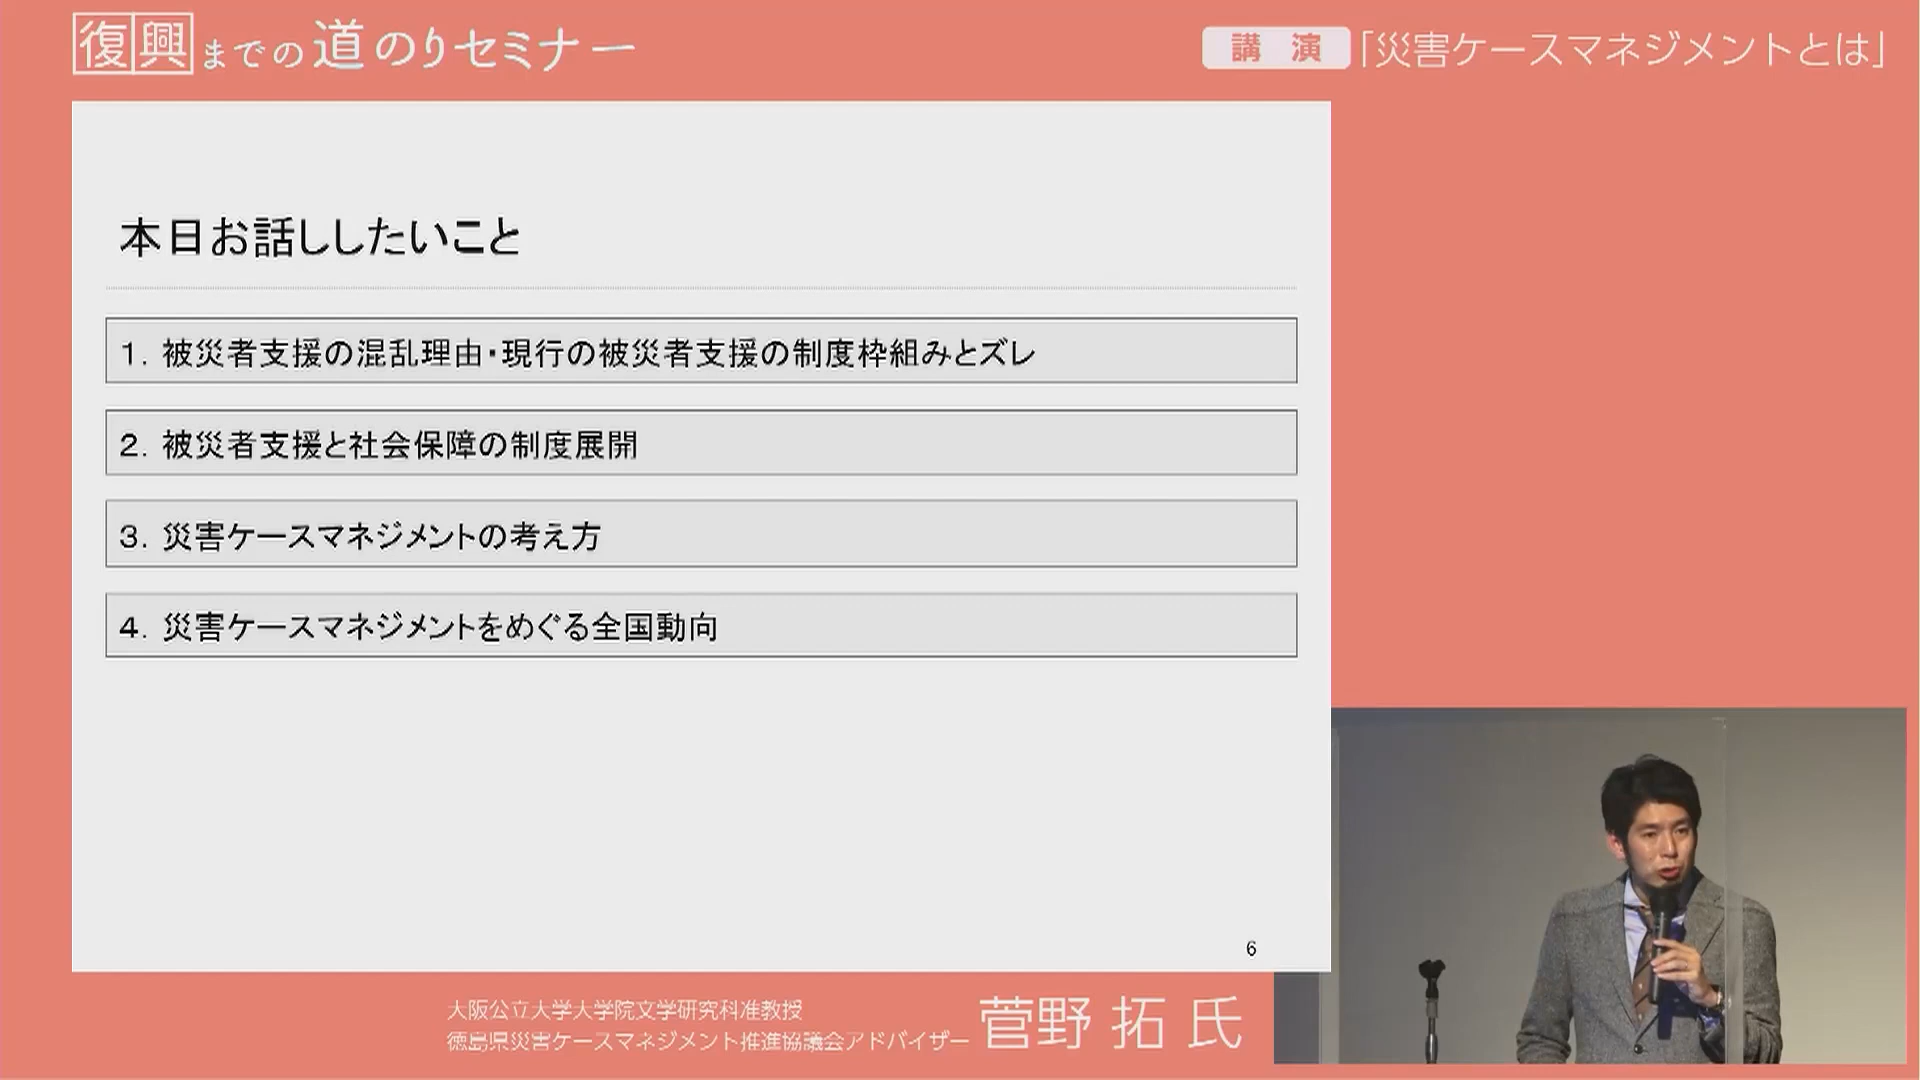 復興までの道のりセミナー
講演「災害ケースマネジメントとは」
本日お話ししたいこと
1. 被災者支援の混乱理由・現行の被災者支援の制度枠組みとズレ
2. 被災者支援と社会保障の制度展開
3. 災害ケースマネジメントの考え方
4. 災害ケースマネジメントをめぐる全国動向
6
大阪公立大学大学院文学研究科准教授
徳島県災害ケースマネジメント推進協議会アドバイザー
菅野 拓 氏